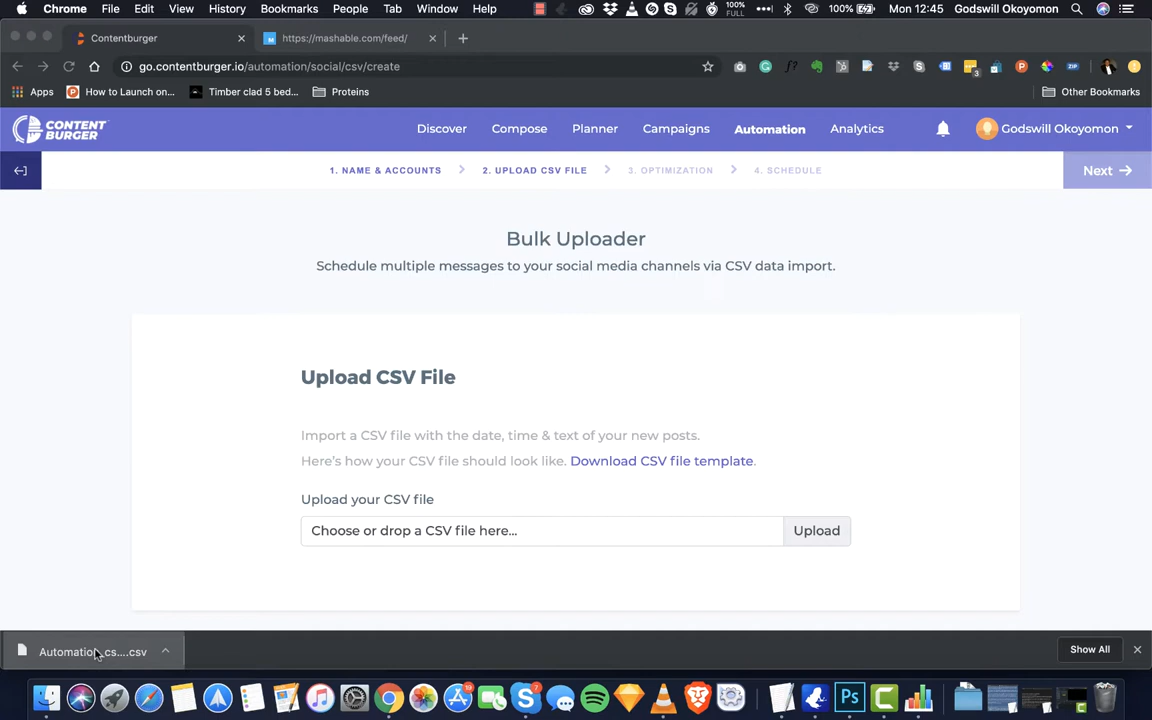 Chrome File Edit View History Bookmarks People Tab Window Help 100% FULL 100% Mon 12:45 Godswill Okoyomon
Contentburger https://mashable.com/feed/
go.contentburger.io/automation/social/csv/create f? 3 ZIP
Apps How to Launch on... Timber clad 5 bed... Proteins Other Bookmarks
CONTENT BURGER Discover Compose Planner Campaigns Automation Analytics Godswill Okoyomon
1. NAME & ACCOUNTS 2. UPLOAD CSV FILE 3. OPTIMIZATION 4. SCHEDULE Next
Bulk Uploader
Schedule multiple messages to your social media channels via CSV data import.
Upload CSV File
Import a CSV file with the date, time & text of your new posts.
Here's how your CSV file should look like. Download CSV file template.
Upload your CSV file
Choose or drop a CSV file here... Upload
Automation_cs....csv Show All
Ps